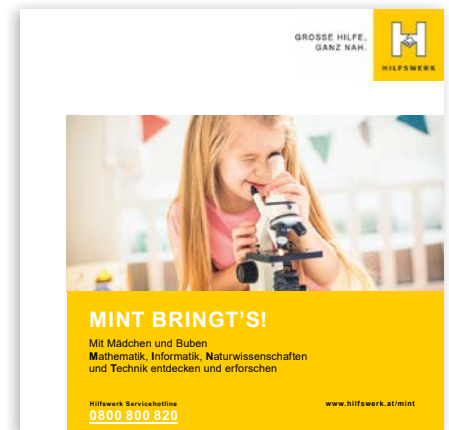 GROSSE HILFE,
GANZ NAH.
H
HILFSWERK
MINT BRINGT'S!
Mit Mädchen und Buben
Mathematik, Informatik, Naturwissenschaften
und Technik entdecken und erforschen
Hilfswerk Servicehotline
0800 800 820
www.hilfswerk.at/mint